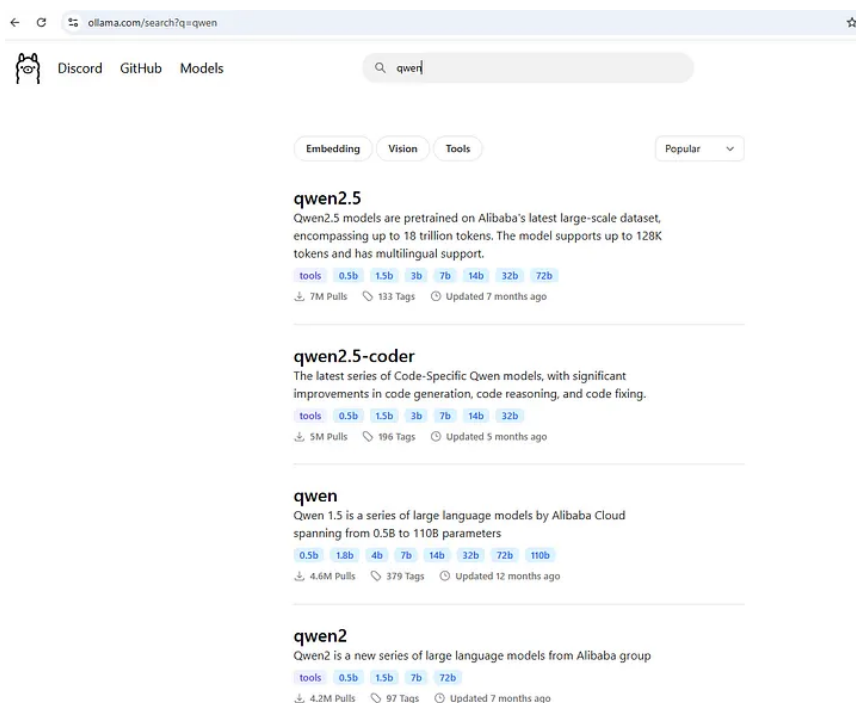 ollama.com/search?q=qwen
Discord GitHub Models
qwen
Embedding Vision Tools Popular
qwen2.5
Qwen2.5 models are pretrained on Alibaba's latest large-scale dataset,
encompassing up to 18 trillion tokens. The model supports up to 128K
tokens and has multilingual support.
tools 0.5b 1.5b 3b 7b 14b 32b 72b
7M Pulls 133 Tags Updated 7 months ago
qwen2.5-coder
The latest series of Code-Specific Qwen models, with significant
improvements in code generation, code reasoning, and code fixing.
tools 0.5b 1.5b 3b 7b 14b 32b
5M Pulls 196 Tags Updated 5 months ago
qwen
Qwen 1.5 is a series of large language models by Alibaba Cloud
spanning from 0.5B to 110B parameters
0.5b 1.8b 4b 7b 14b 32b 72b 110b
4.6M Pulls 379 Tags Updated 12 months ago
qwen2
Qwen2 is a new series of large language models from Alibaba group
tools 0.5b 1.5b 7b 72b
4.2M Pulls 97 Tags Updated 7 months ago